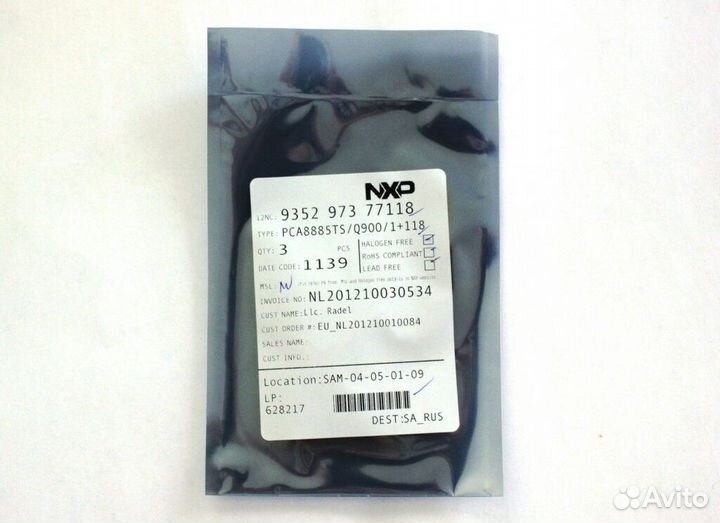 NXP
12NC: 9352 973 77118
TYPE: PCA8885TS/Q900/1+118
QTY: 3 PCS
HALOGEN FREE
RoHS COMPLIANT
DATE CODE: 1139
LEAD FREE
MSL:
INVOICE NO: NL201210030534
CUST NAME: Llc. Radel
CUST ORDER #: EU_NL201210010084
SALES NAME:
CUST INFO.:
Location: SAM-04-05-01-09
LP:
628217
DEST:SA_RUS
Avito